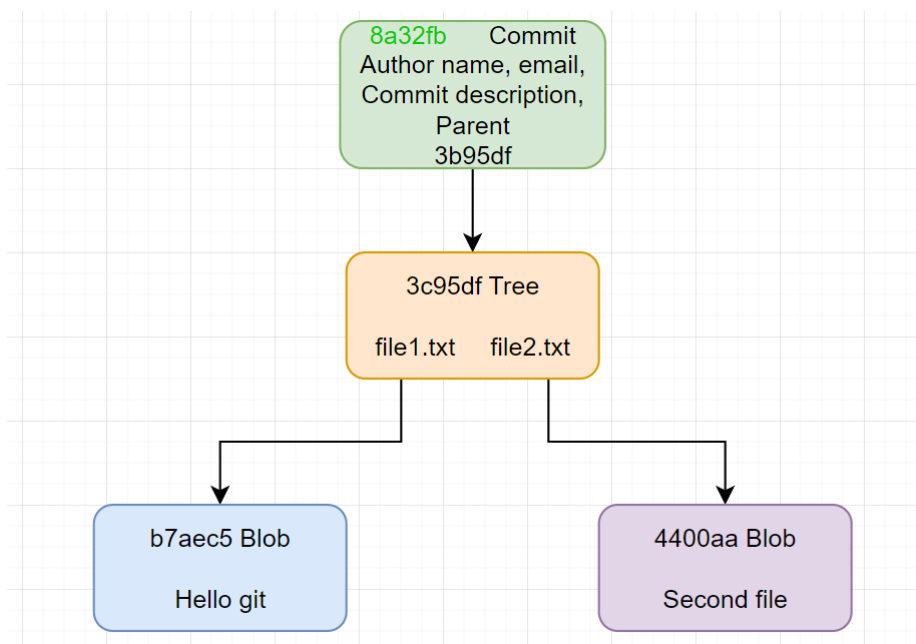 8a32fb Commit
Author name, email,
Commit description,
Parent
3b95df
3c95df Tree
file1.txt file2.txt
b7aec5 Blob
Hello git
4400aa Blob
Second file